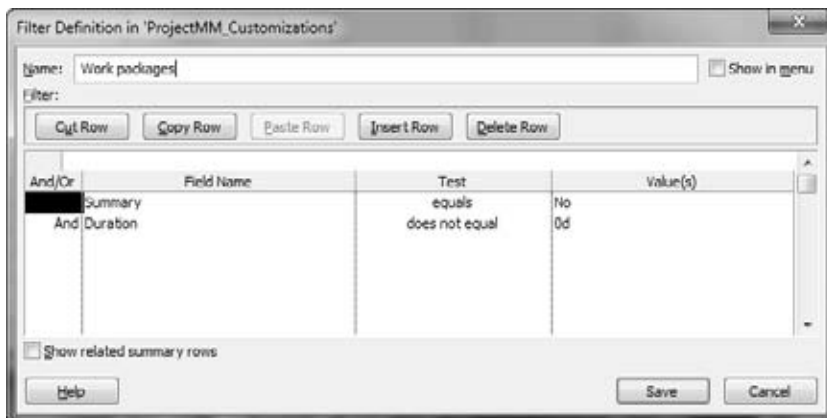 Filter Definition in 'ProjectMM_Customizations'
Name: Work packages Show in menu
Filter:
Cut Row Copy Row Paste Row Insert Row Delete Row
And/Or Field Name Test Value(s)
Summary equals No
And Duration does not equal 0d
Show related summary rows
Help Save Cancel